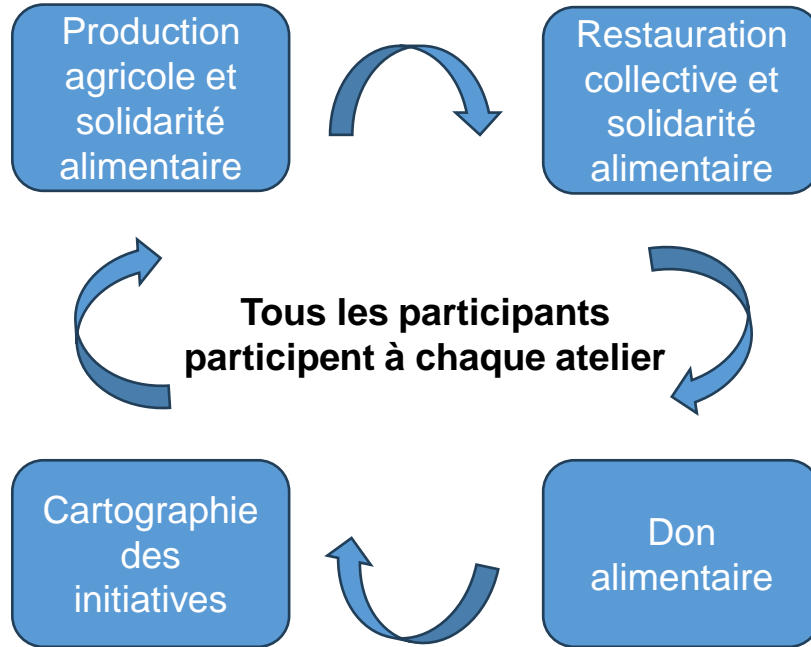 Production
agricole et
solidarité
alimentaire
Restauration
collective et
solidarité
alimentaire
Tous les participants
participent à chaque atelier
Cartographie
des
initiatives
Don
alimentaire